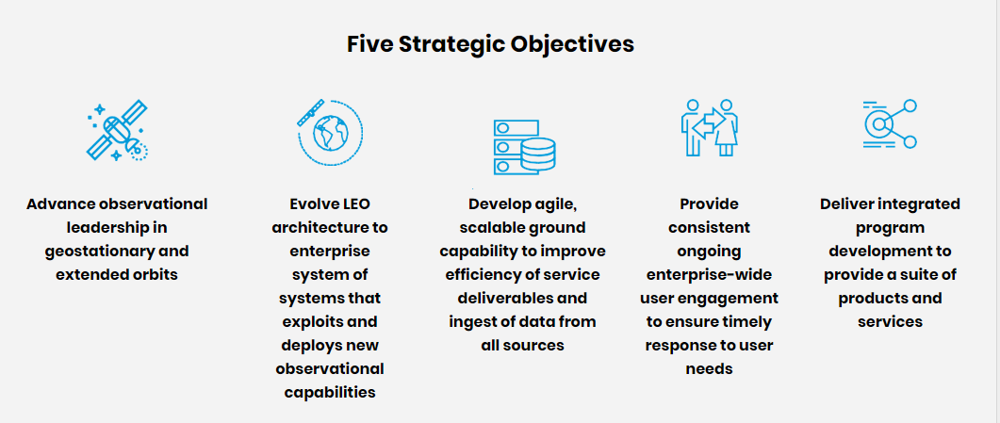 Five Strategic Objectives
Advance observational
leadership in
geostationary and
extended orbits
Evolve LEO
architecture to
enterprise
system of
systems that
exploits and
deploys new
observational
capabilities
Develop agile,
scalable ground
capability to improve
efficiency of service
deliverables and
ingest of data from
all sources
Provide
consistent
ongoing
enterprise-wide
user engagement
to ensure timely
response to user
needs
Deliver integrated
program
development to
provide a suite of
products and
services